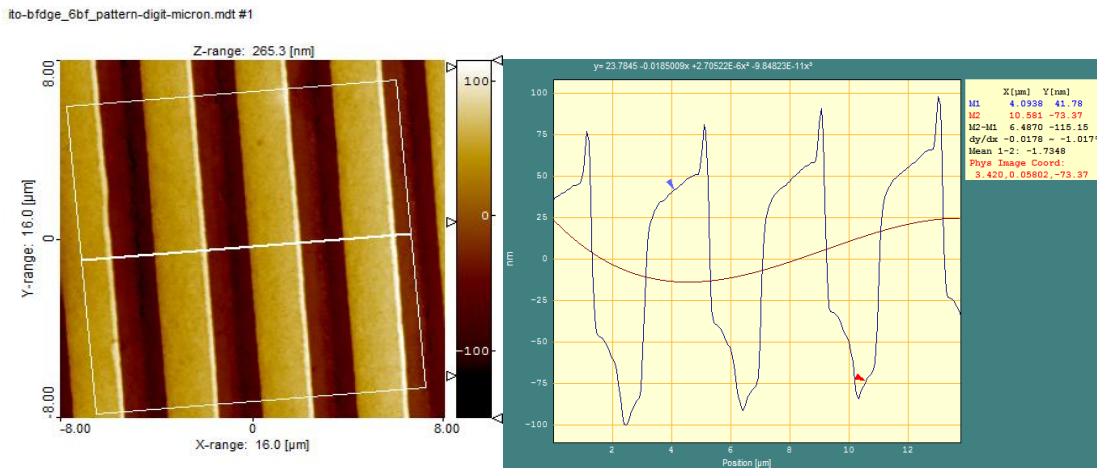 ito-bfdge_6bf_pattern-digit-micron.mdt #1
Z-range: 265.3 [nm]
8.00
0
-8.00
Y-range: 16.0 [µm]
-8.00
0
8.00
X-range: 16.0 [µm]
100
0
-100
y= 23.7845 -0.0185009x +2.70522E-6x² -9.84823E-11x³
100
75
50
25
0
-25
-50
-75
-100
nm
2
4
6
8
10
12
Position [µm]
X[µm] Y[nm]
M1 4.0938 41.78
M2 10.581 -73.37
M2-M1 6.4870 -115.15
dy/dx -0.0178 ~ -1.017°
Mean 1-2: -1.7348
Phys Image Coord:
3.420,0.05802,-73.37